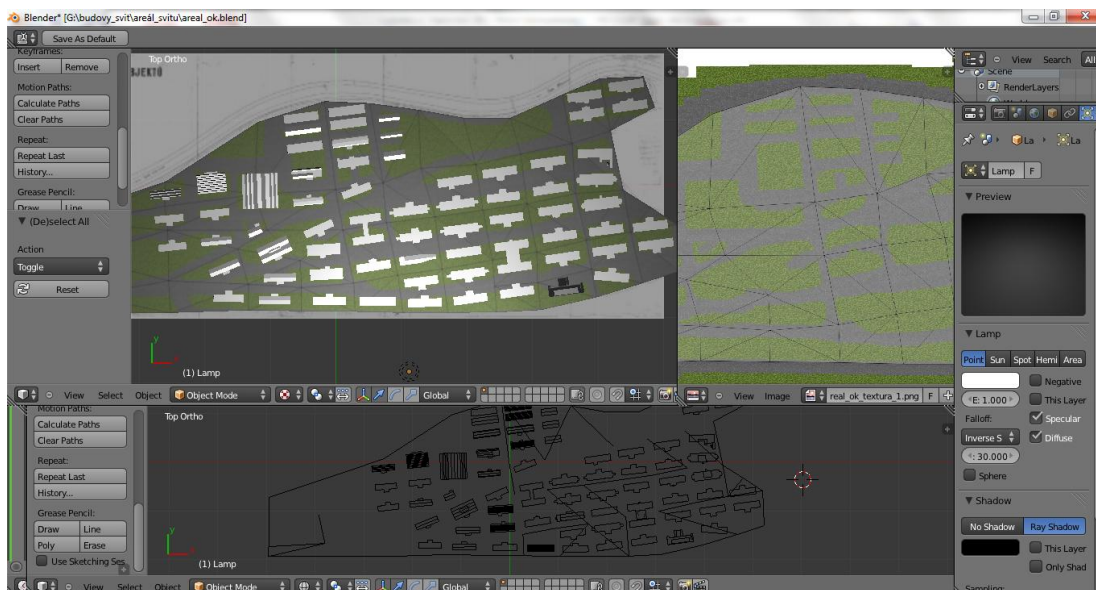 Blender* [G:\budovy_svit\areál_svitu\areal_ok.blend]
Save As Default
View Search All
Keyframes:
Insert Remove
Motion Paths:
Calculate Paths
Clear Paths
Repeat:
Repeat Last
History...
Grease Pencil:
Draw Line
▼ (De)select All
Action
Toggle
Reset
Top Ortho
BJEKTŮ
(1) Lamp
View Select Object Object Mode Global
View Image real_ok_textura_1.png F
Scene
RenderLayers
La La
Lamp F
▼ Preview
▼ Lamp
Point Sun Spot Hemi Area
Negative
E: 1.000 This Layer
Falloff: Specular
Inverse S Diffuse
: 30.000
Sphere
▼ Shadow
No Shadow Ray Shadow
This Layer
Only Shad
Sampling:
Motion Paths:
Calculate Paths
Clear Paths
Repeat:
Repeat Last
History...
Grease Pencil:
Draw Line
Poly Erase
Use Sketching Ses
Top Ortho
(1) Lamp
View Select Object Object Mode Global